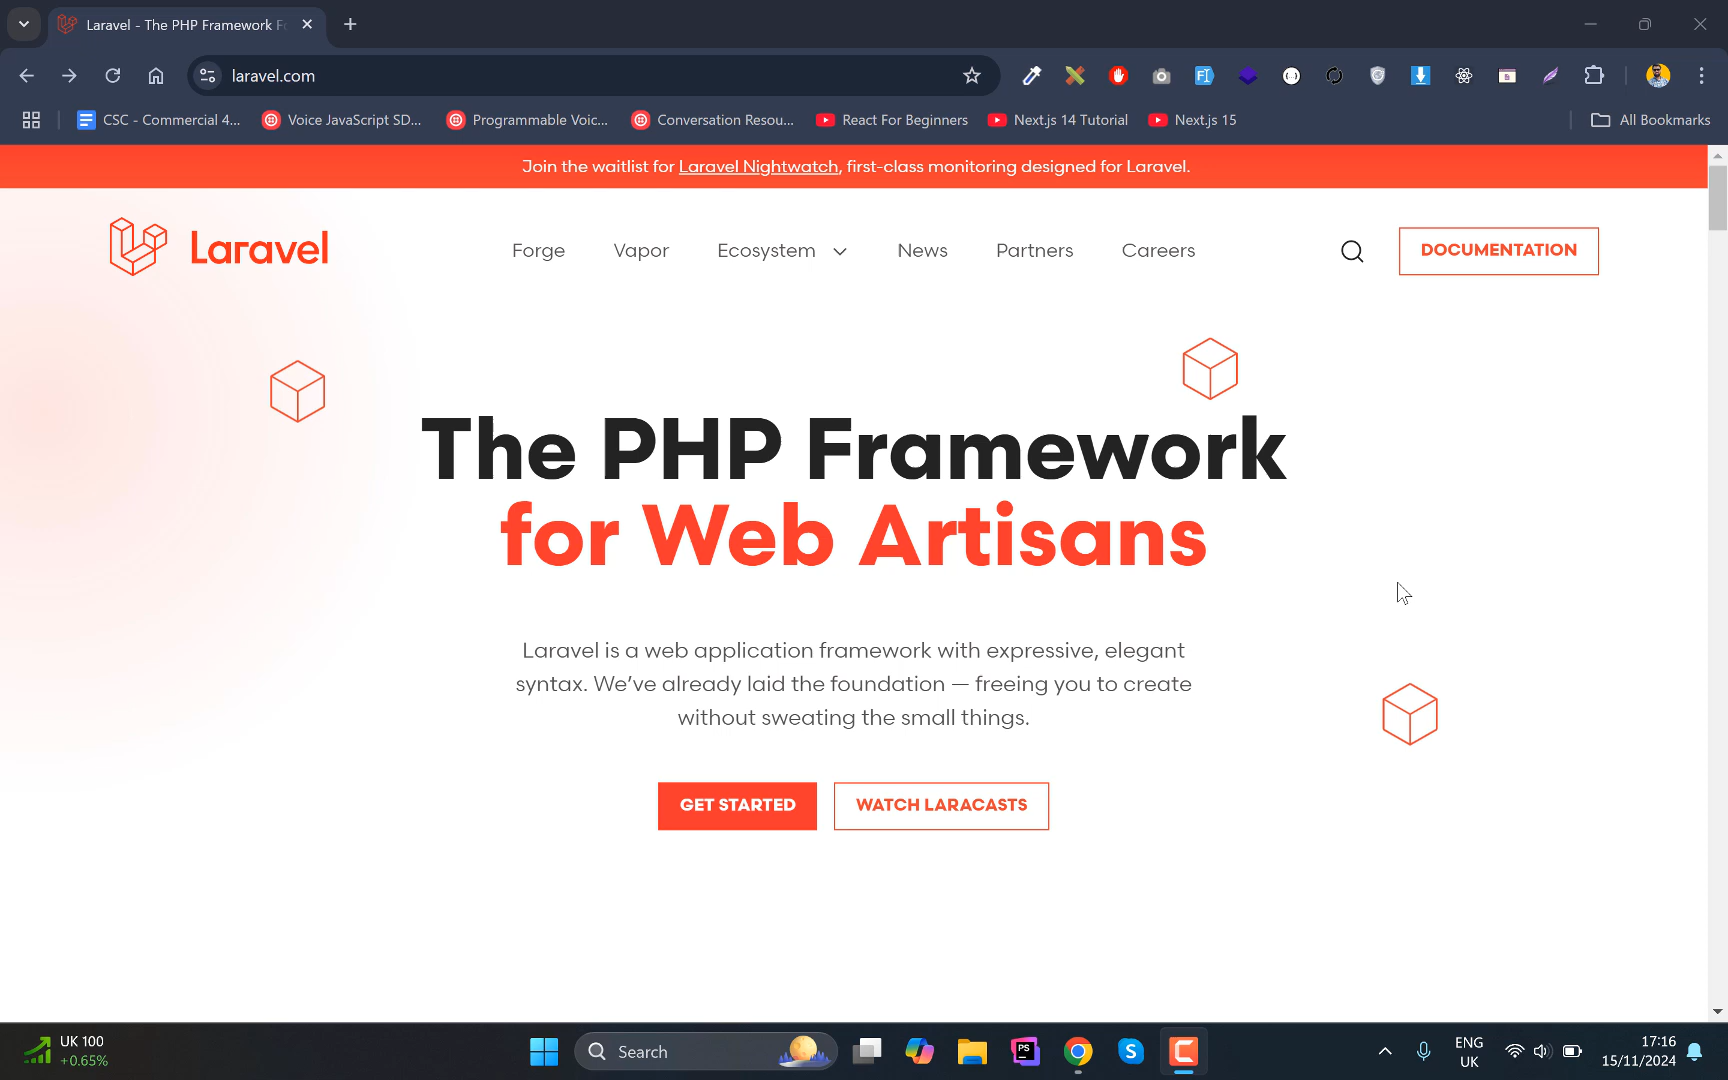 Laravel - The PHP Framework F
laravel.com
CSC - Commercial 4...
Voice JavaScript SD...
Programmable Voic...
Conversation Resou...
React For Beginners
Next.js 14 Tutorial
Next.js 15
All Bookmarks
Join the waitlist for Laravel Nightwatch, first-class monitoring designed for Laravel.
Laravel
Forge
Vapor
Ecosystem
News
Partners
Careers
DOCUMENTATION
The PHP Framework
for Web Artisans
Laravel is a web application framework with expressive, elegant
syntax. We’ve already laid the foundation — freeing you to create
without sweating the small things.
GET STARTED
WATCH LARACASTS
UK 100
+0.65%
Search
PS
ENG
UK
17:16
15/11/2024